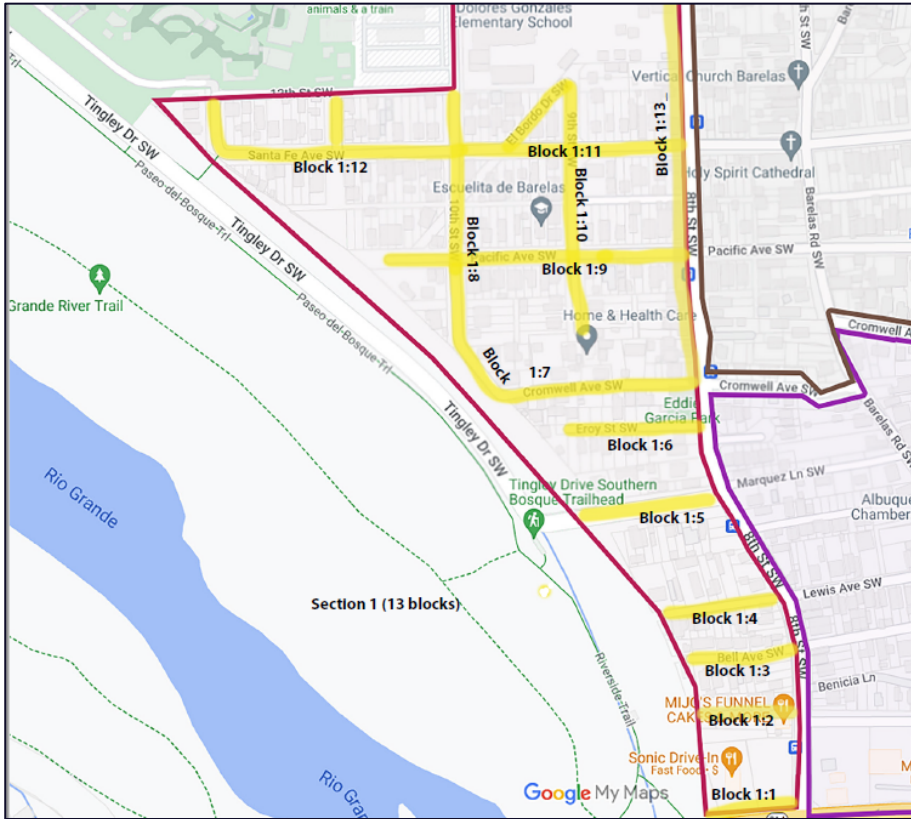 animals & a train
Dolores Gonzales
Elementary School
Vertical Church Barelas
Tingley Dr SW
El Bordo Dr SW
9th St SW
Block 1:13
Santa Fe Ave SW
Block 1:12
Block 1:11
Holy Spirit Cathedral
Barelas Rd SW
Paseo-del-Bosque-Trl
Escuelita de Barelas
Block 1:10
8th St SW
10th St SW
Block 1:8
Tingley Dr SW
Pacific Ave SW
Pacific Ave SW
Block 1:9
Grande River Trail
Paseo-del-Bosque-Trl
Home & Health Care
Cromwell A
Block 1:7
Cromwell Ave SW
Cromwell Ave SW
Eddie
Garcia Park
Barelas Rd SW
Tingley Dr SW
Eroy St SW
Block 1:6
Marquez Ln SW
Rio Grande
Tingley Drive Southern
Bosque Trailhead
Block 1:5
Albuqu
Chamber
8th St SW
Section 1 (13 blocks)
Lewis Ave SW
Block 1:4
8th St SW
Bell Ave SW
Block 1:3
Riverside-Trail
Benicia Ln
MIJO'S FUNNEL
Block 1:2
Sonic Drive-In
Fast Food • $
Rio Grande
Google My Maps
Block 1:1